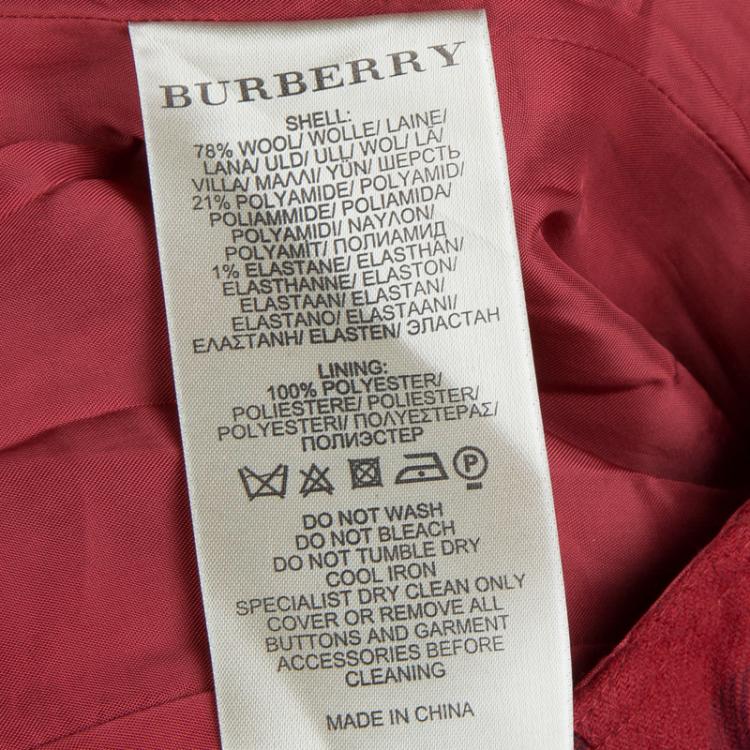 BURBERRY
SHELL:
78% WOOL/ WOLLE/ LAINE/
LANA/ ULD/ ULL/ WOL/ LÃ/
VILLA/ ΜΑΛΛΙ/ YÜN/ ШЕРСТЬ
21% POLYAMIDE/ POLYAMID/
POLIAMMIDE/ POLIAMIDA/
POLYAMIDI/ ΝΑΥΛΟΝ/
POLYAMIT/ ПОЛИАМИД
1% ELASTANE/ ELASTHAN/
ELASTHANNE/ ELASTON/
ELASTAAN/ ELASTAN/
ELASTANO/ ELASTAANI/
ΕΛΑΣΤΑΝΗ/ ELASTEN/ ЭЛАСТАН
LINING:
100% POLYESTER/
POLIESTERE/ POLIESTER/
POLYESTERI/ ΠΟΛΥΕΣΤΕΡΑΣ/
ПОЛИЭСТЕР
P
DO NOT WASH
DO NOT BLEACH
DO NOT TUMBLE DRY
COOL IRON
SPECIALIST DRY CLEAN ONLY
COVER OR REMOVE ALL
BUTTONS AND GARMENT
ACCESSORIES BEFORE
CLEANING
MADE IN CHINA